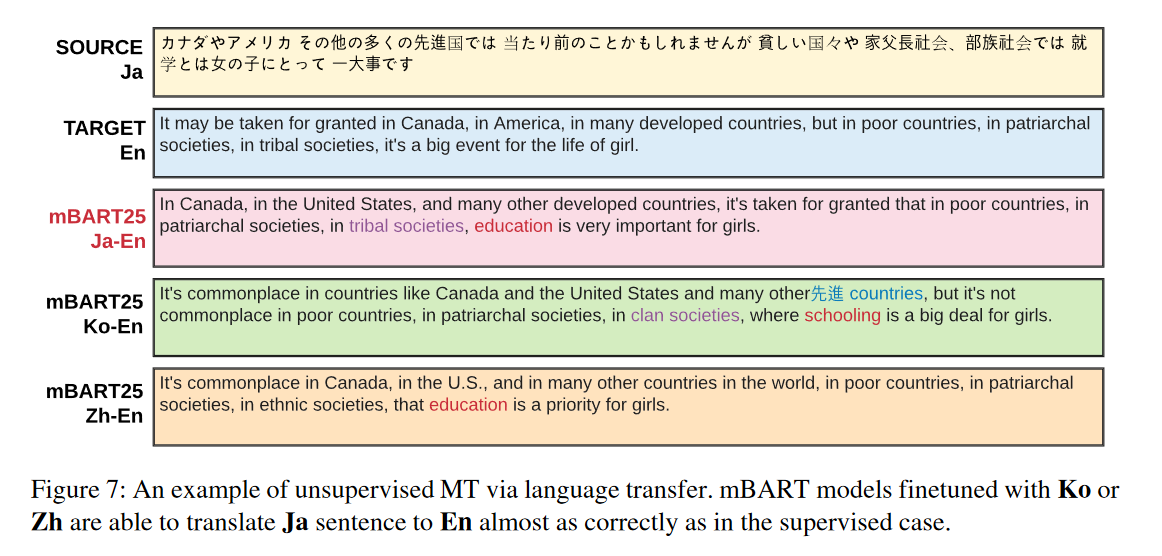 SOURCE
Ja
カナダやアメリカ その他の多くの先進国では 当たり前のことかもしれませんが 貧しい国々や 家父長社会、部族社会では 就
学とは女の子にとって 一大事です
TARGET
En
It may be taken for granted in Canada, in America, in many developed countries, but in poor countries, in patriarchal
societies, in tribal societies, it's a big event for the life of girl.
mBART25
Ja-En
In Canada, in the United States, and many other developed countries, it's taken for granted that in poor countries, in
patriarchal societies, in tribal societies, education is very important for girls.
mBART25
Ko-En
It's commonplace in countries like Canada and the United States and many other先進 countries, but it's not
commonplace in poor countries, in patriarchal societies, in clan societies, where schooling is a big deal for girls.
mBART25
Zh-En
It's commonplace in Canada, in the U.S., and in many other countries in the world, in poor countries, in patriarchal
societies, in ethnic societies, that education is a priority for girls.
Figure 7: An example of unsupervised MT via language transfer. mBART models finetuned with Ko or
Zh are able to translate Ja sentence to En almost as correctly as in the supervised case.